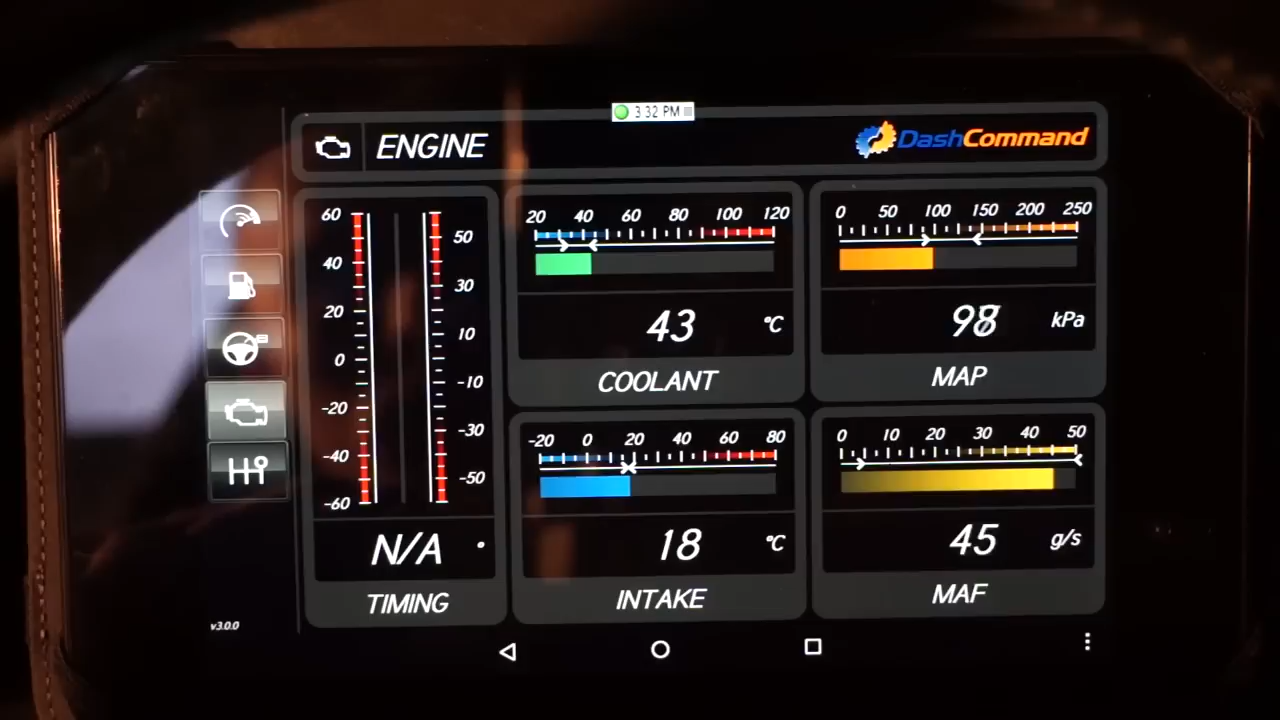 3 32 PM
ENGINE
DashCommand
60
40
20
0
-20
-40
-60
50
30
10
-10
-30
-50
N/A °
TIMING
20 40 60 80 100 120
43 °C
COOLANT
0 50 100 150 200 250
98 kPa
MAP
-20 0 20 40 60 80
18 °C
INTAKE
0 10 20 30 40 50
45 g/s
MAF
v3.0.0